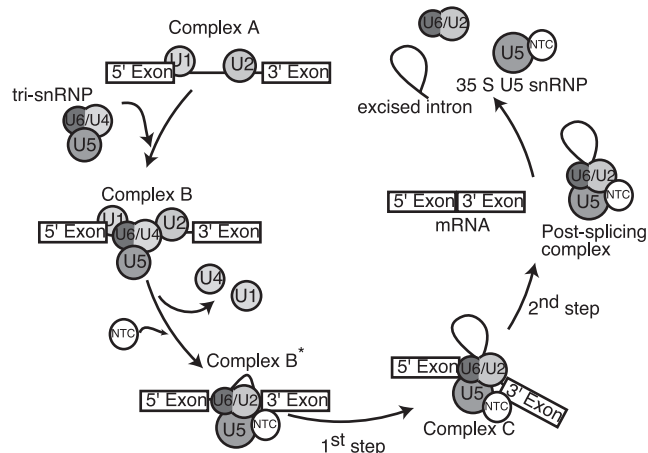 Complex A
U1
U2
5' Exon
3' Exon
tri-snRNP
U6/U4
U5
Complex B
U1
U2
5' Exon
U6/U4
3' Exon
U5
U4
U1
NTC
Complex B*
5' Exon
U6/U2
3' Exon
U5
NTC
1st step
5' Exon
U6/U2
U5
NTC
3' Exon
Complex C
2nd step
U6/U2
U5
NTC
Post-splicing
complex
5' Exon
3' Exon
mRNA
U6/U2
U5
NTC
35 S U5 snRNP
excised intron